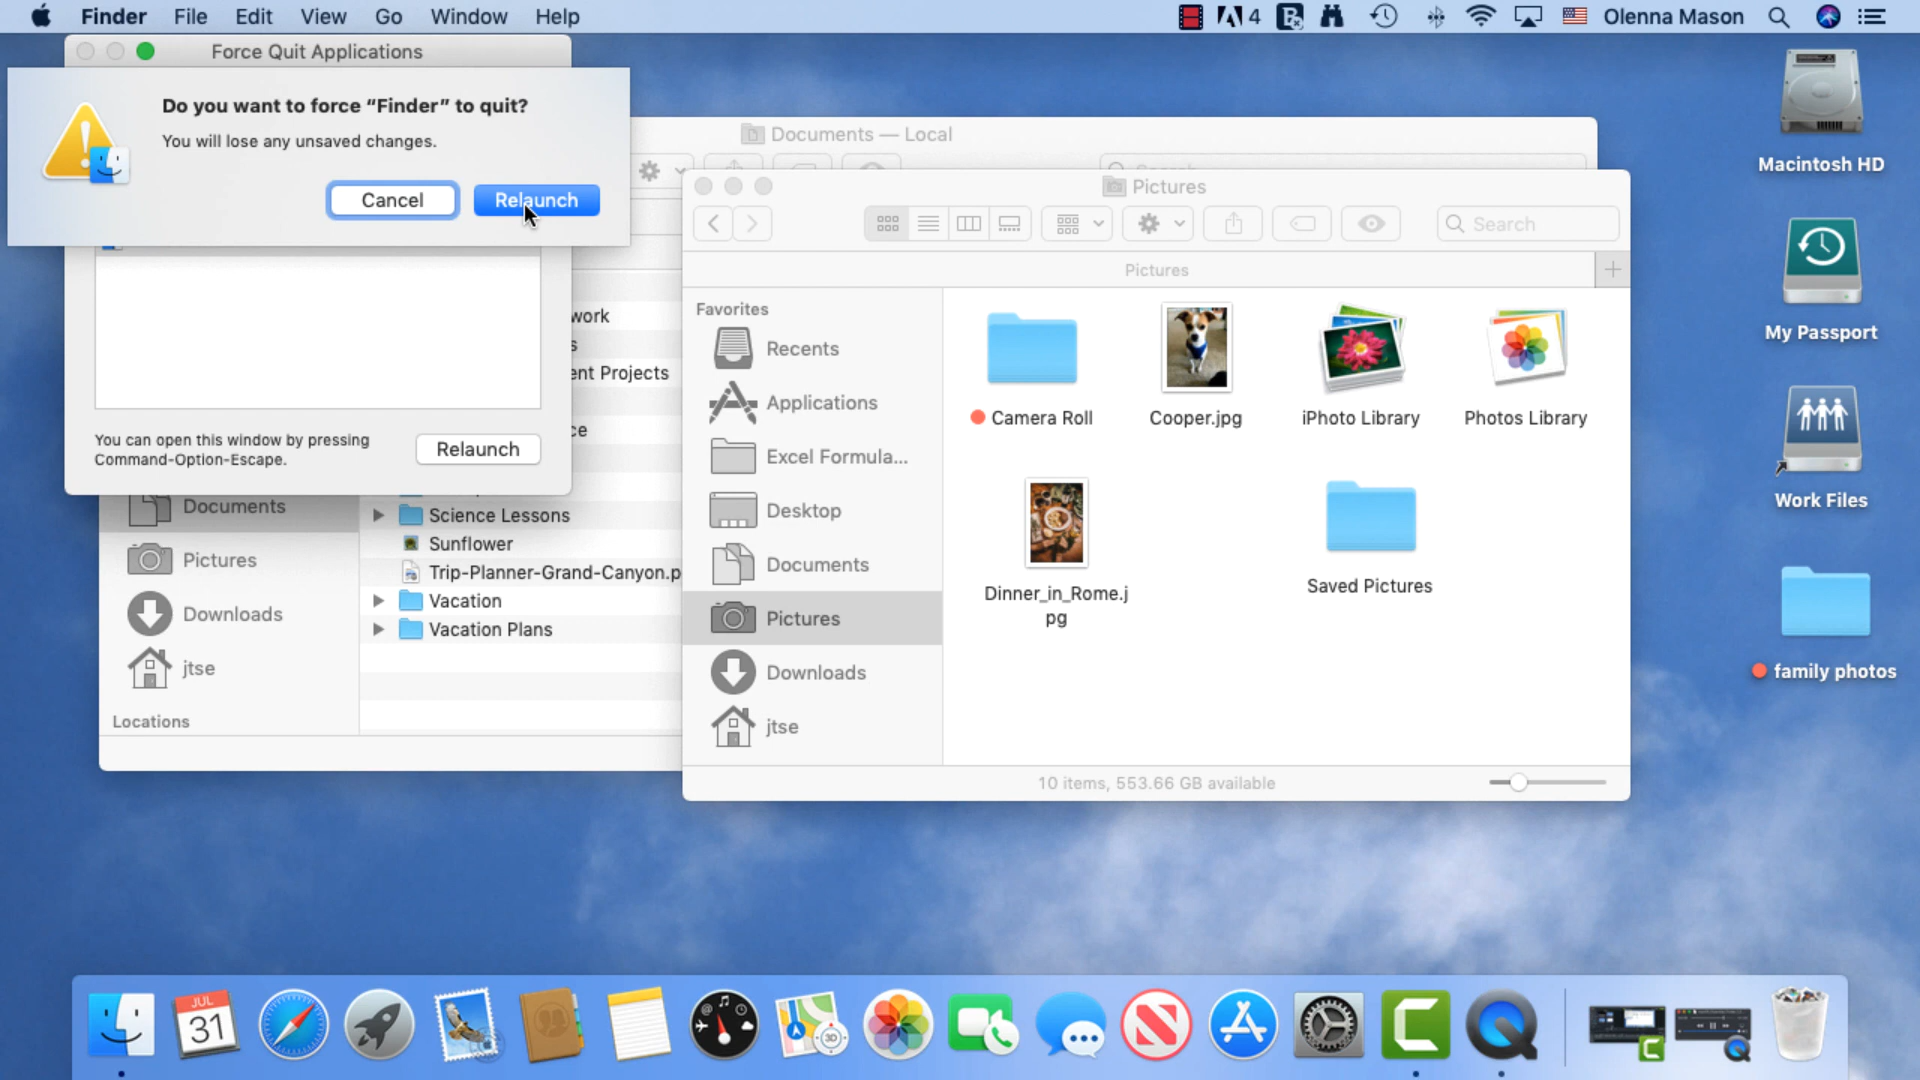 Finder File Edit View Go Window Help
4
Olenna Mason
Force Quit Applications
Do you want to force “Finder” to quit?
You will lose any unsaved changes.
Cancel
Relaunch
You can open this window by pressing
Command-Option-Escape.
Relaunch
Documents — Local
work
s
ent Projects
ce
Documents
Pictures
Downloads
jtse
Locations
Science Lessons
Sunflower
Trip-Planner-Grand-Canyon.p
Vacation
Vacation Plans
Pictures
Search
Pictures
Favorites
Recents
Applications
Excel Formula...
Desktop
Documents
Pictures
Downloads
jtse
Camera Roll
Cooper.jpg
iPhoto Library
Photos Library
Dinner_in_Rome.j
pg
Saved Pictures
10 items, 553.66 GB available
Macintosh HD
My Passport
Work Files
family photos
JUL
31
3D